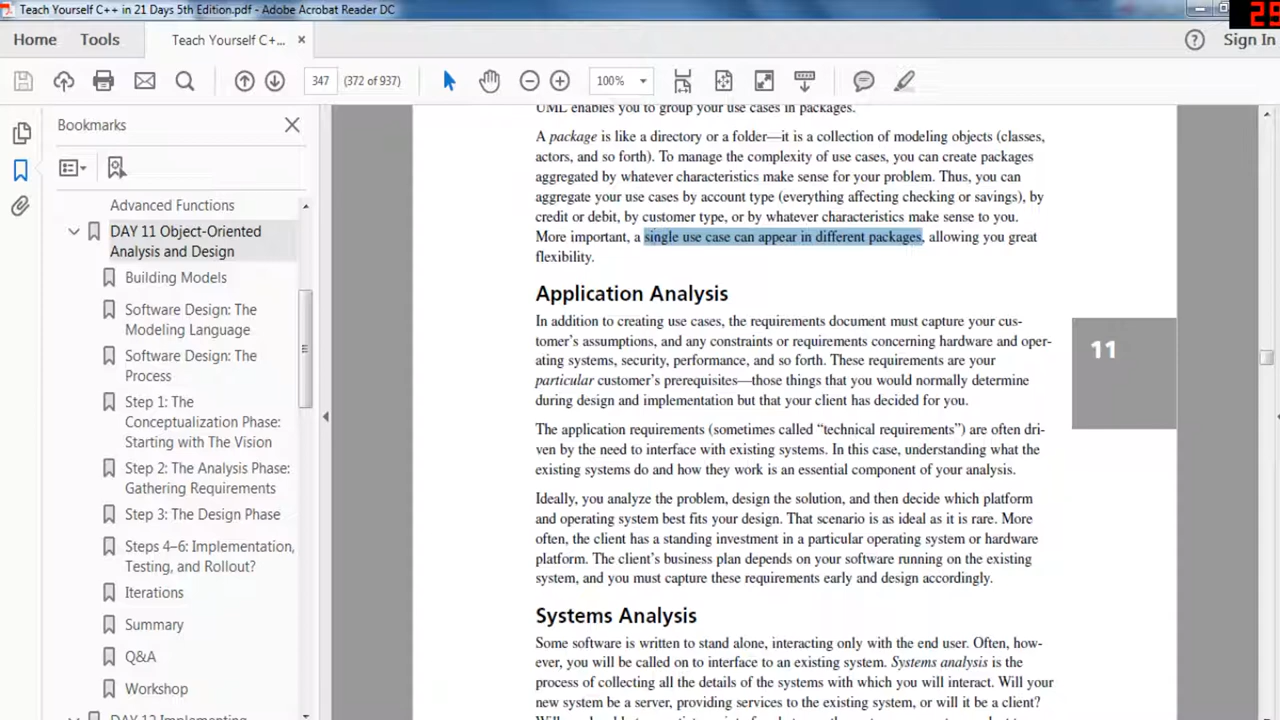 Teach Yourself C++ in 21 Days 5th Edition.pdf - Adobe Acrobat Reader DC
25
Home
Tools
Teach Yourself C+...
×
Sign In
347
(372 of 937)
100%
Bookmarks
Advanced Functions
DAY 11 Object-Oriented
Analysis and Design
Building Models
Software Design: The
Modeling Language
Software Design: The
Process
Step 1: The
Conceptualization Phase:
Starting with The Vision
Step 2: The Analysis Phase:
Gathering Requirements
Step 3: The Design Phase
Steps 4–6: Implementation,
Testing, and Rollout?
Iterations
Summary
Q&A
Workshop
DAY 12 Implementing
UML enables you to group your use cases in packages.
A package is like a directory or a folder—it is a collection of modeling objects (classes,
actors, and so forth). To manage the complexity of use cases, you can create packages
aggregated by whatever characteristics make sense for your problem. Thus, you can
aggregate your use cases by account type (everything affecting checking or savings), by
credit or debit, by customer type, or by whatever characteristics make sense to you.
More important, a single use case can appear in different packages, allowing you great
flexibility.
Application Analysis
In addition to creating use cases, the requirements document must capture your cus-
tomer's assumptions, and any constraints or requirements concerning hardware and oper-
ating systems, security, performance, and so forth. These requirements are your
particular customer's prerequisites—those things that you would normally determine
during design and implementation but that your client has decided for you.
The application requirements (sometimes called “technical requirements”) are often dri-
ven by the need to interface with existing systems. In this case, understanding what the
existing systems do and how they work is an essential component of your analysis.
Ideally, you analyze the problem, design the solution, and then decide which platform
and operating system best fits your design. That scenario is as ideal as it is rare. More
often, the client has a standing investment in a particular operating system or hardware
platform. The client's business plan depends on your software running on the existing
system, and you must capture these requirements early and design accordingly.
Systems Analysis
Some software is written to stand alone, interacting only with the end user. Often, how-
ever, you will be called on to interface to an existing system. Systems analysis is the
process of collecting all the details of the systems with which you will interact. Will your
new system be a server, providing services to the existing system, or will it be a client?
11